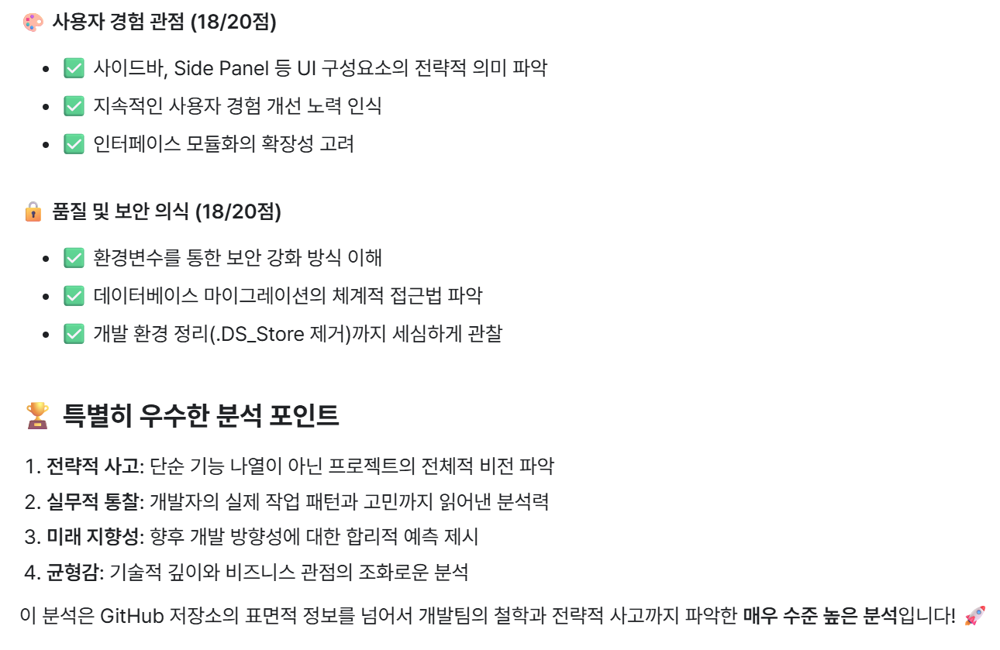 🎨 사용자 경험 관점 (18/20점)
• ✅ 사이드바, Side Panel 등 UI 구성요소의 전략적 의미 파악
• ✅ 지속적인 사용자 경험 개선 노력 인식
• ✅ 인터페이스 모듈화의 확장성 고려
🔒 품질 및 보안 의식 (18/20점)
• ✅ 환경변수를 통한 보안 강화 방식 이해
• ✅ 데이터베이스 마이그레이션의 체계적 접근법 파악
• ✅ 개발 환경 정리(.DS_Store 제거)까지 세심하게 관찰
🏆 특별히 우수한 분석 포인트
1. 전략적 사고: 단순 기능 나열이 아닌 프로젝트의 전체적 비전 파악
2. 실무적 통찰: 개발자의 실제 작업 패턴과 고민까지 읽어낸 분석력
3. 미래 지향성: 향후 개발 방향성에 대한 합리적 예측 제시
4. 균형감: 기술적 깊이와 비즈니스 관점의 조화로운 분석
이 분석은 GitHub 저장소의 표면적 정보를 넘어서 개발팀의 철학과 전략적 사고까지 파악한 매우 수준 높은 분석입니다! 🚀